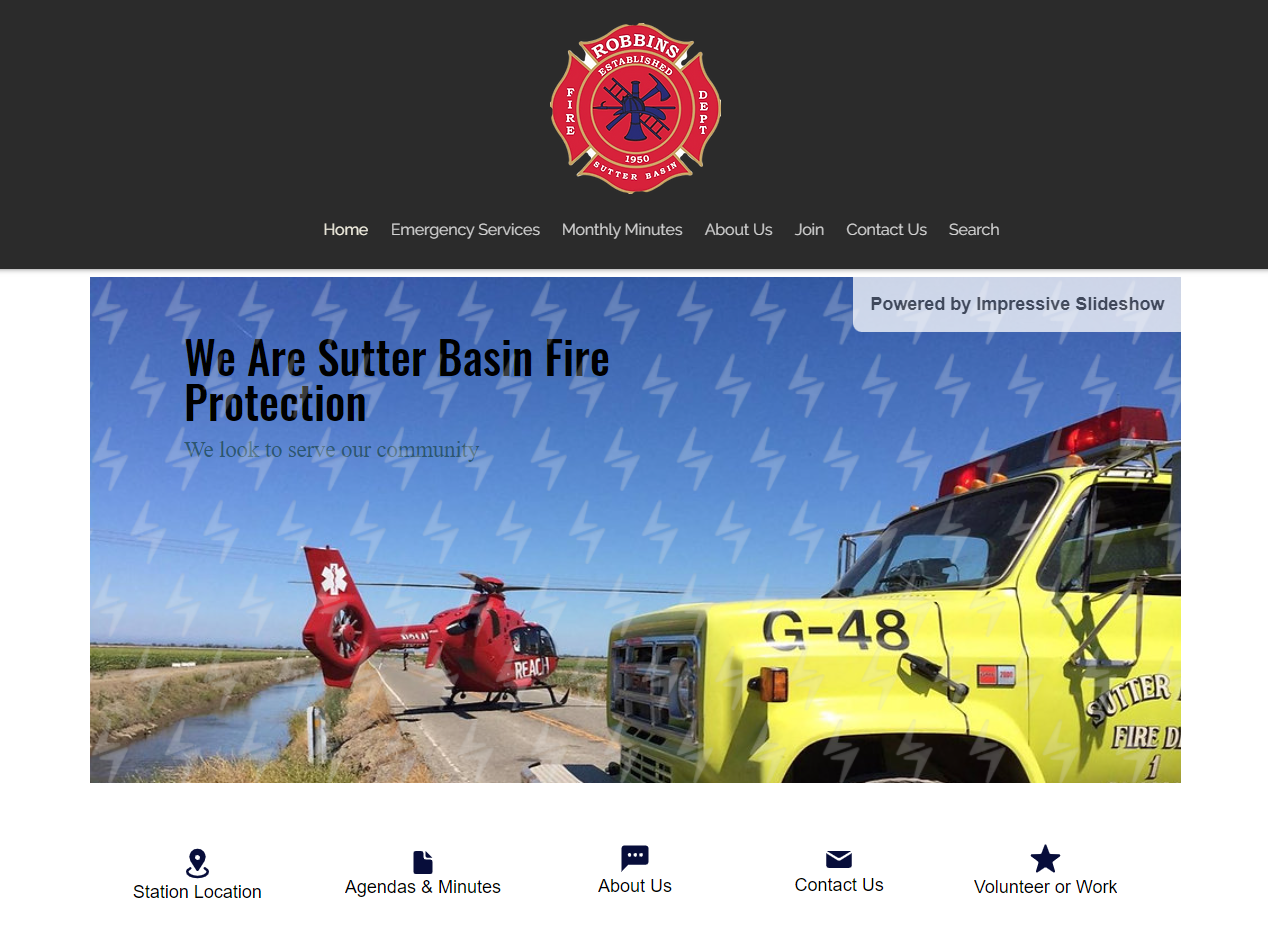 ROBBINS
ESTABLISHED
FIRE
DEPT
1950
SUTTER BASIN
Home Emergency Services Monthly Minutes About Us Join Contact Us Search
Powered by Impressive Slideshow
We Are Sutter Basin Fire
Protection
We look to serve our community
G-48
REACH
SUTTER
FIRE D
1
Station Location Agendas & Minutes About Us Contact Us Volunteer or Work